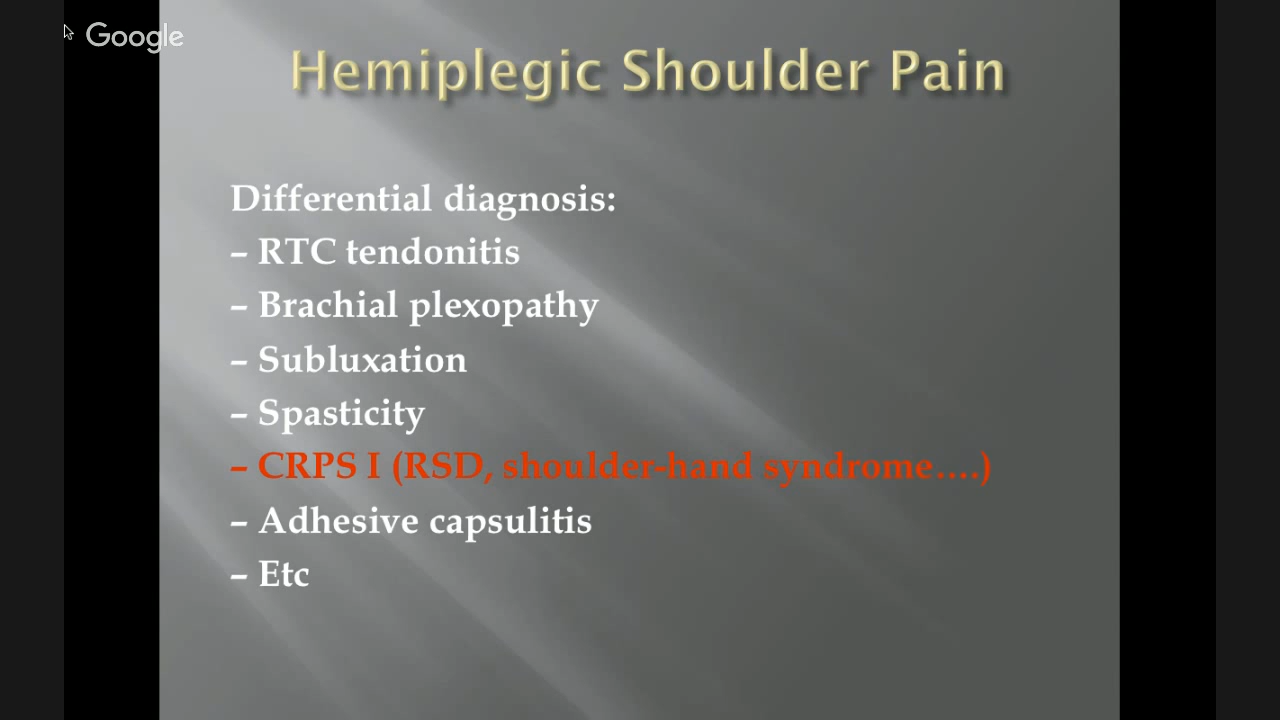 Google
Hemiplegic Shoulder Pain
Differential diagnosis:
– RTC tendonitis
– Brachial plexopathy
– Subluxation
– Spasticity
– CRPS I (RSD, shoulder-hand syndrome….)
– Adhesive capsulitis
– Etc